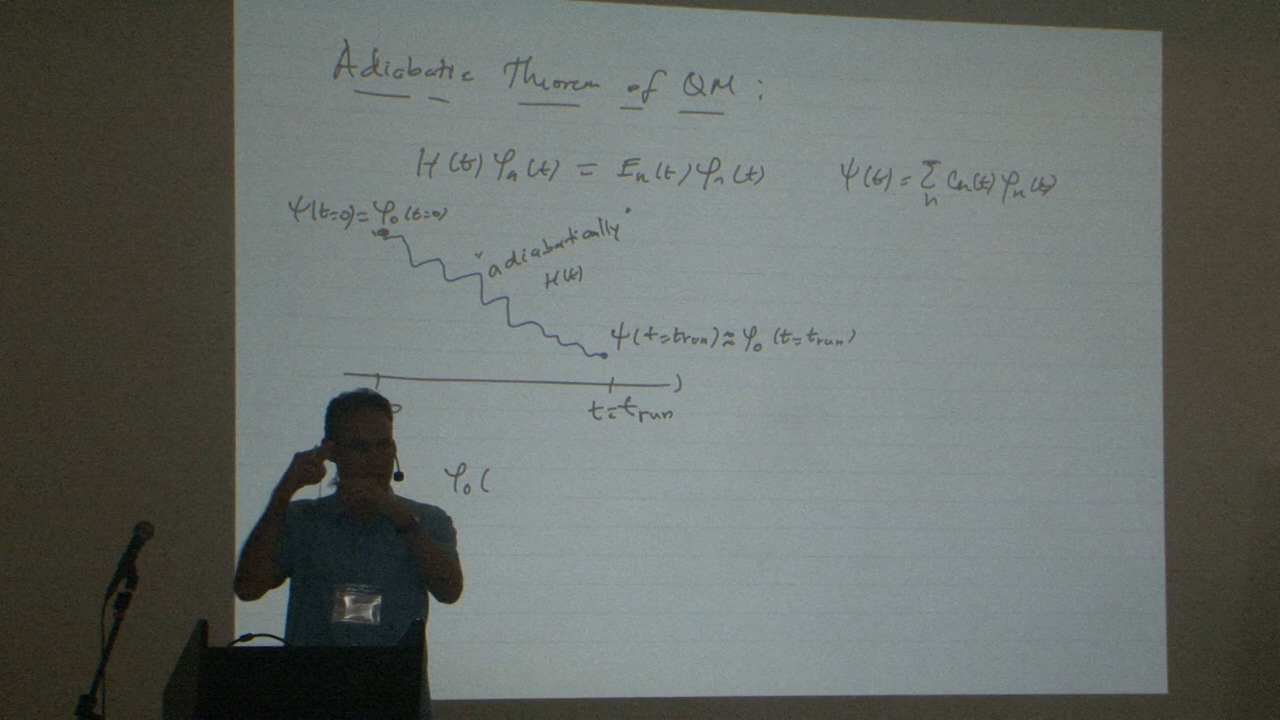 Adiabatic Theorem of QM :
H(t) φₙ(t) = Eₙ(t) φₙ(t)
ψ(t) = Σₙ Cₙ(t) φₙ(t)
ψ(t=0) = φ₀(t=0)
"adiabatically"
H(t)
ψ(t=trun) ≈ φ₀ (t=trun)
t=trun
φ₀(